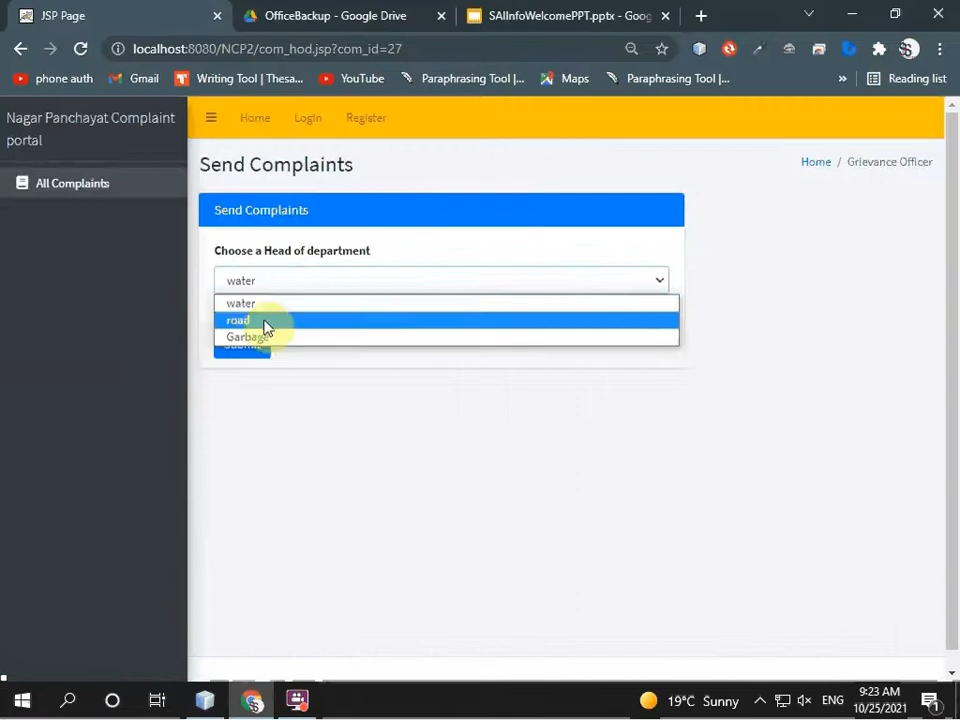 JSP Page
OfficeBackup - Google Drive
SAIInfoWelcomePPT.pptx - Goog
localhost:8080/NCP2/com_hod.jsp?com_id=27
phone auth
Gmail
Writing Tool | Thesa...
YouTube
Paraphrasing Tool |...
Maps
Paraphrasing Tool |...
»
Reading list
Nagar Panchayat Complaint
portal
All Complaints
Home
Login
Register
Send Complaints
Home / Grievance Officer
Send Complaints
Choose a Head of department
water
water
road
Garbage
Submit
19°C Sunny
ENG
9:23 AM
10/25/2021
1